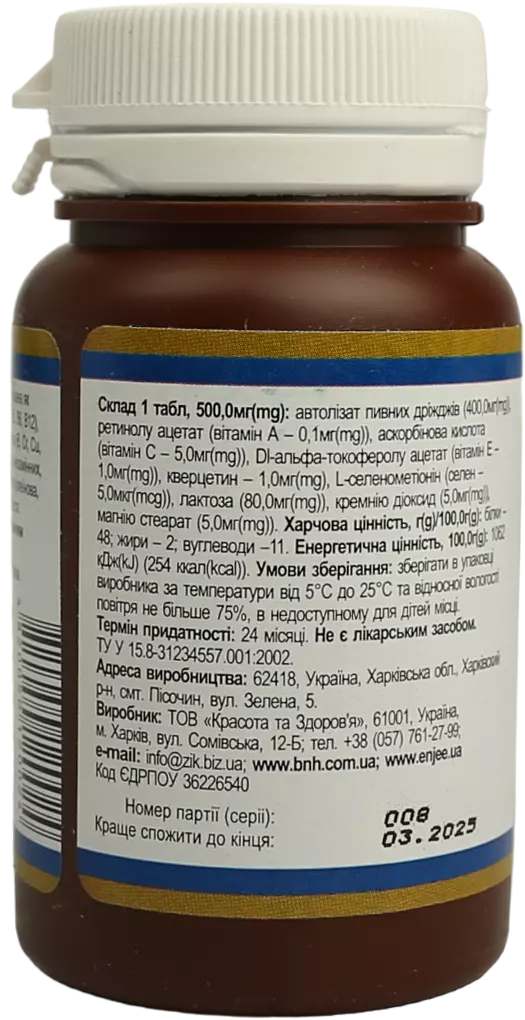 B12),
Склад 1 табл, 500,0мг(mg): автолізат пивних дріжджів (400,0мг(mg),
ретинолу ацетат (вітамін А – 0,1мг(mg)), аскорбінова кислота
(вітамін С – 5,0мг(mg)), Dl-альфа-токоферолу ацетат (вітамін Е –
1,0мг(mg)), кверцетин – 1,0мг(mg), L-селенометіонін (селен –
5,0мкг(mcg)), лактоза (80,0мг(mg)), кремнію діоксид (5,0мг(mg)),
магнію стеарат (5,0мг(mg)). Харчова цінність, г(g)/100,0г(g): білки –
48; жири – 2; вуглеводи –11. Енергетична цінність, 100,0г(g): 1062
кДж(kJ) (254 ккал(kcal)). Умови зберігання: зберігати в упаковці
виробника за температури від 5°С до 25°С та відносної вологості
повітря не більше 75%, в недоступному для дітей місці.
Термін придатності: 24 місяці. Не є лікарським засобом.
ТУ У 15.8-31234557.001:2002.
Адреса виробництва: 62418, Україна, Харківська обл., Харківский
р-н, смт. Пісочин, вул. Зелена, 5.
Виробник: ТОВ «Красота та Здоров'я», 61001, Україна,
м. Харків, вул. Сомівська, 12-Б; тел. +38 (057) 761-27-99;
e-mail: info@zik.biz.ua; www.bnh.com.ua; www.enjee.ua
Код ЄДРПОУ 36226540
Номер партії (серії): 008
Краще спожити до кінця: 03.2025